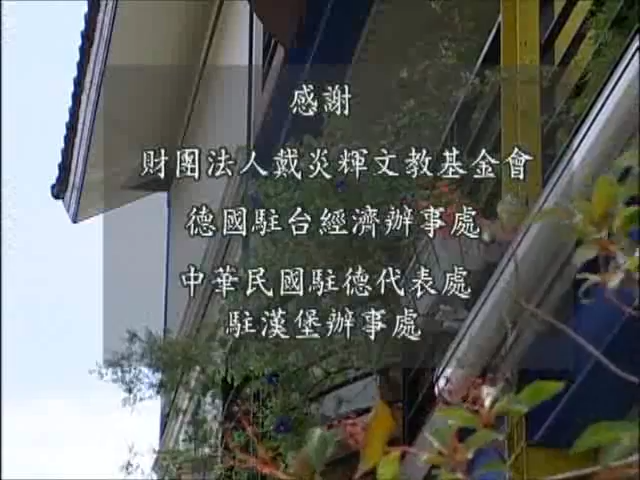 感謝
財團法人戴炎輝文教基金會
德國駐台經濟辦事處
中華民國駐德代表處
駐漢堡辦事處